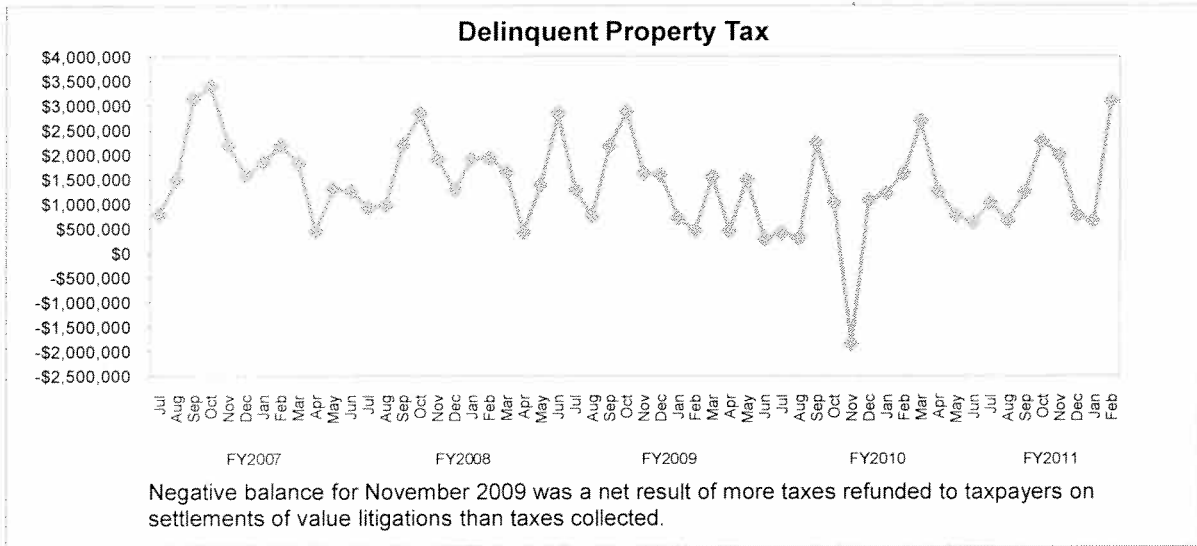 Delinquent Property Tax
$4,000,000
$3,500,000
$3,000,000
$2,500,000
$2,000,000
$1,500,000
$1,000,000
$500,000
$0
-$500,000
-$1,000,000
-$1,500,000
-$2,000,000
-$2,500,000
Jul Aug Sep Oct Nov Dec Jan Feb Mar Apr May Jun Jul Aug Sep Oct Nov Dec Jan Feb Mar Apr May Jun Jul Aug Sep Oct Nov Dec Jan Feb Mar Apr May Jun Jul Aug Sep Oct Nov Dec Jan Feb Mar Apr May Jun Jul Aug Sep Oct Nov Dec Jan Feb
FY2007 FY2008 FY2009 FY2010 FY2011
Negative balance for November 2009 was a net result of more taxes refunded to taxpayers on
settlements of value litigations than taxes collected.